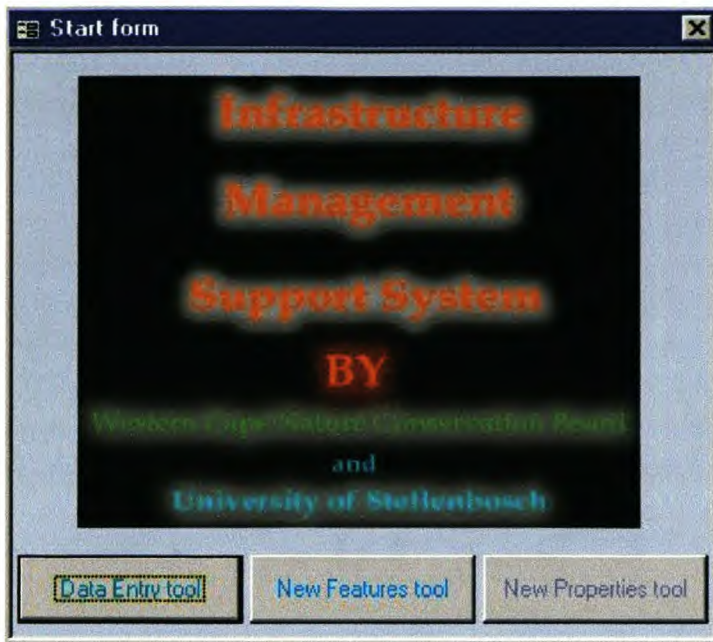 Start form
Infrastructure
Management
Support System
BY
Western Cape Nature Conservation Board
and
University of Stellenbosch
Data Entry tool
New Features tool
New Properties tool